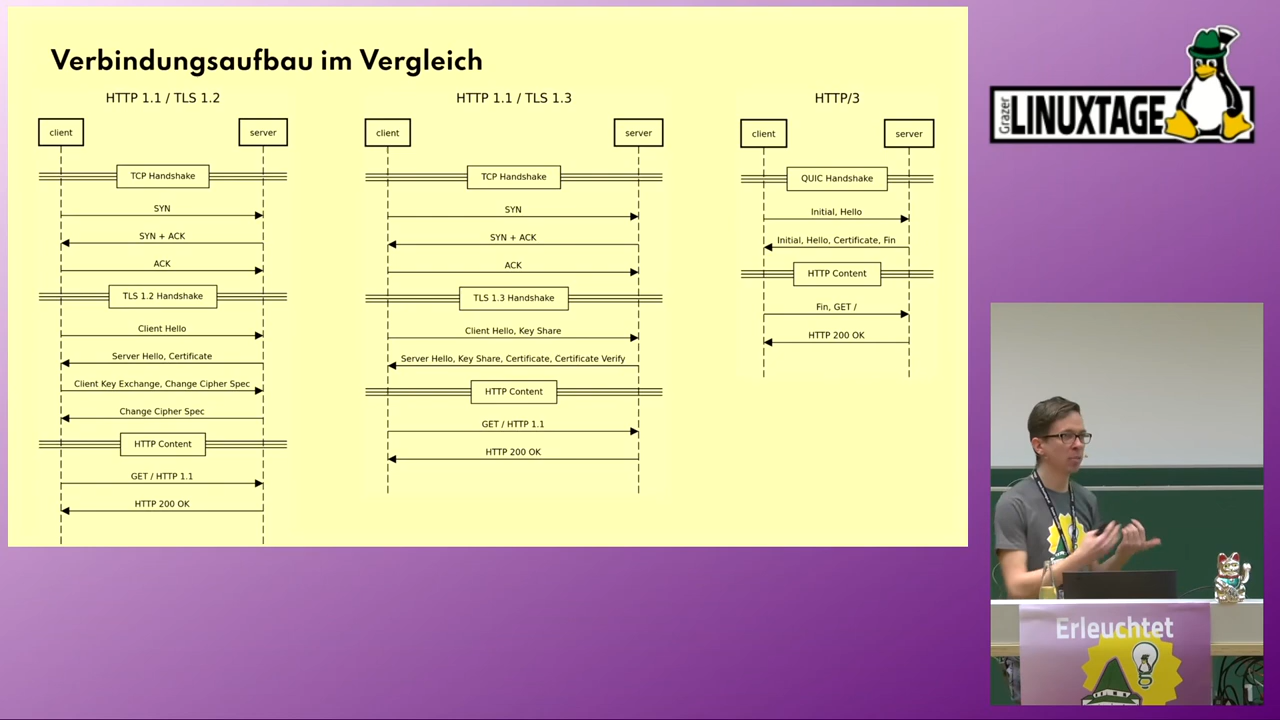 Verbindungsaufbau im Vergleich
HTTP 1.1 / TLS 1.2
client
server
TCP Handshake
SYN
SYN + ACK
ACK
TLS 1.2 Handshake
Client Hello
Server Hello, Certificate
Client Key Exchange, Change Cipher Spec
Change Cipher Spec
HTTP Content
GET / HTTP 1.1
HTTP 200 OK
HTTP 1.1 / TLS 1.3
client
server
TCP Handshake
SYN
SYN + ACK
ACK
TLS 1.3 Handshake
Client Hello, Key Share
Server Hello, Key Share, Certificate, Certificate Verify
HTTP Content
GET / HTTP 1.1
HTTP 200 OK
HTTP/3
client
server
QUIC Handshake
Initial, Hello
Initial, Hello, Certificate, Fin
HTTP Content
Fin, GET /
HTTP 200 OK
Grazer
LINUXTAGE
Erleuchtet